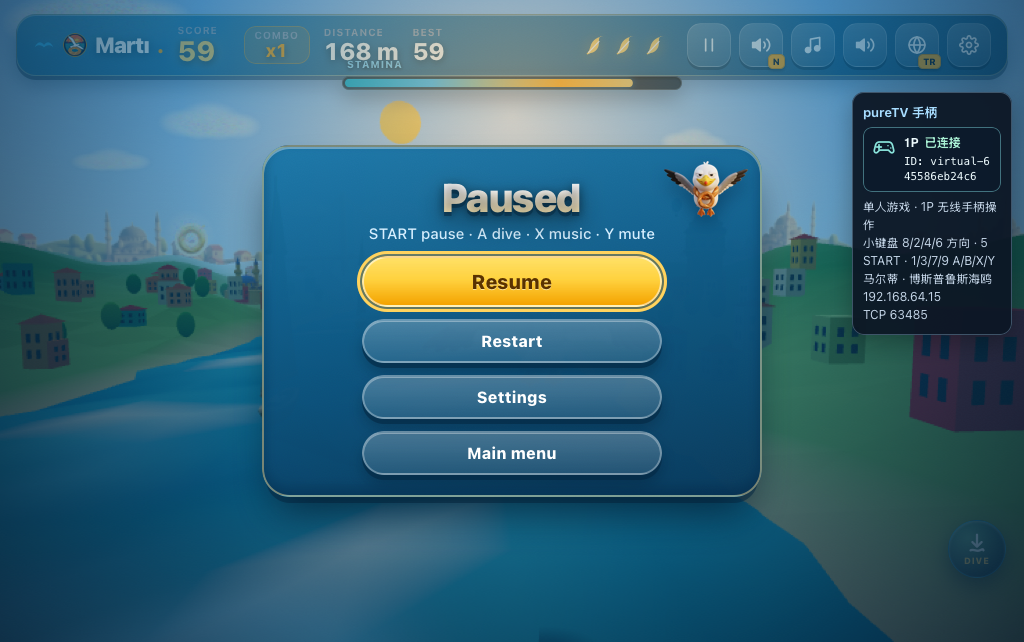 Martı
SCORE
59
COMBO
x1
DISTANCE
168 m
BEST
59
STAMINA
N
TR
pureTV 手柄
1P 已连接
ID: virtual-6
45586eb24c6
单人游戏 · 1P 无线手柄操
作
小键盘 8/2/4/6 方向 · 5
START · 1/3/7/9 A/B/X/Y
马尔蒂 · 博斯普鲁斯海鸥
192.168.64.15
TCP 63485
Paused
START pause · A dive · X music · Y mute
Resume
Restart
Settings
Main menu
DIVE